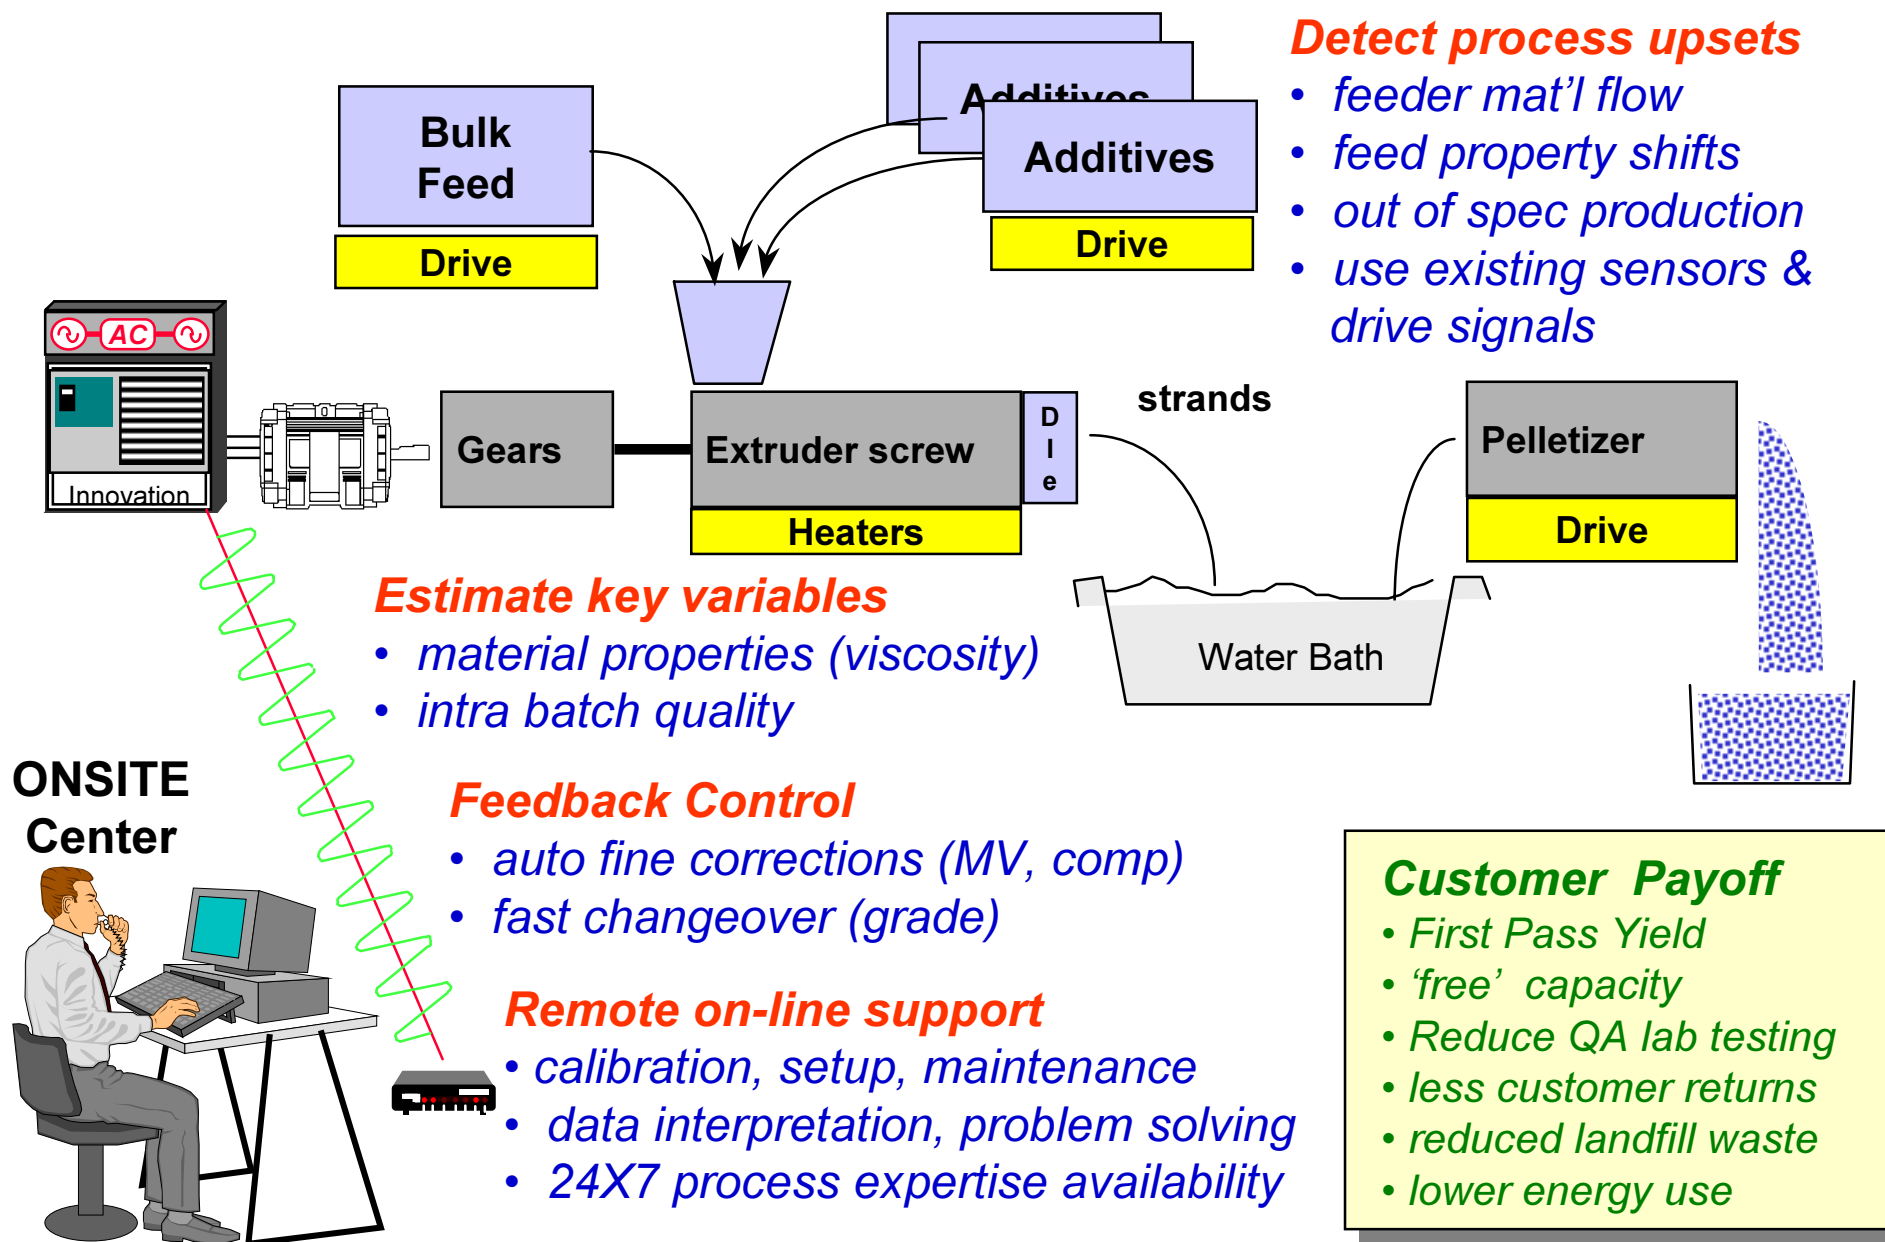 Additives
Additives
Drive
Bulk
Feed
Drive
Detect process upsets
• feeder mat'l flow
• feed property shifts
• out of spec production
• use existing sensors &
drive signals
AC
Innovation
Gears
Extruder screw
Heaters
D
I
e
strands
Pelletizer
Drive
Water Bath
Estimate key variables
• material properties (viscosity)
• intra batch quality
ONSITE
Center
Feedback Control
• auto fine corrections (MV, comp)
• fast changeover (grade)
Remote on-line support
• calibration, setup, maintenance
• data interpretation, problem solving
• 24X7 process expertise availability
Customer Payoff
• First Pass Yield
• ‘free’ capacity
• Reduce QA lab testing
• less customer returns
• reduced landfill waste
• lower energy use